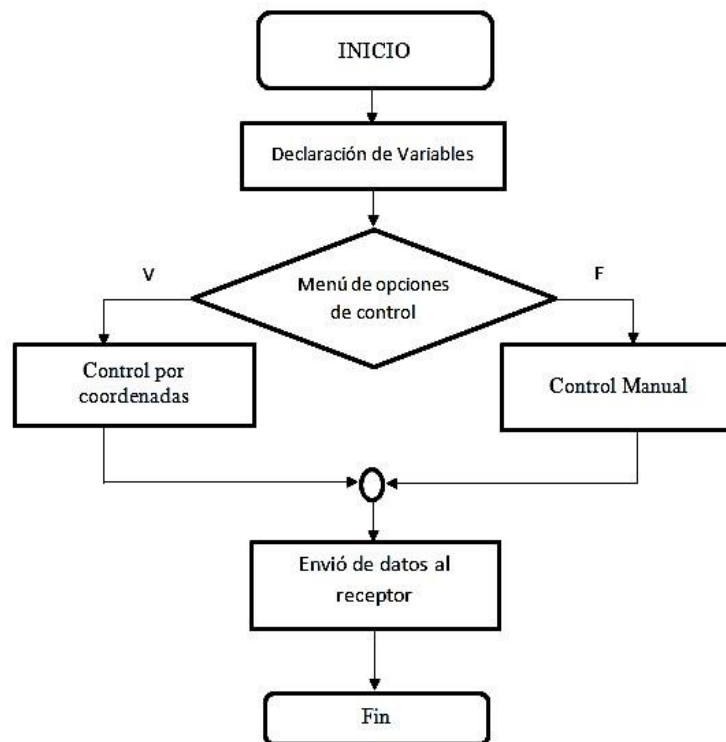 INICIO
Declaración de Variables
Menú de opciones
de control
V
F
Control por
coordenadas
Control Manual
Envió de datos al
receptor
Fin